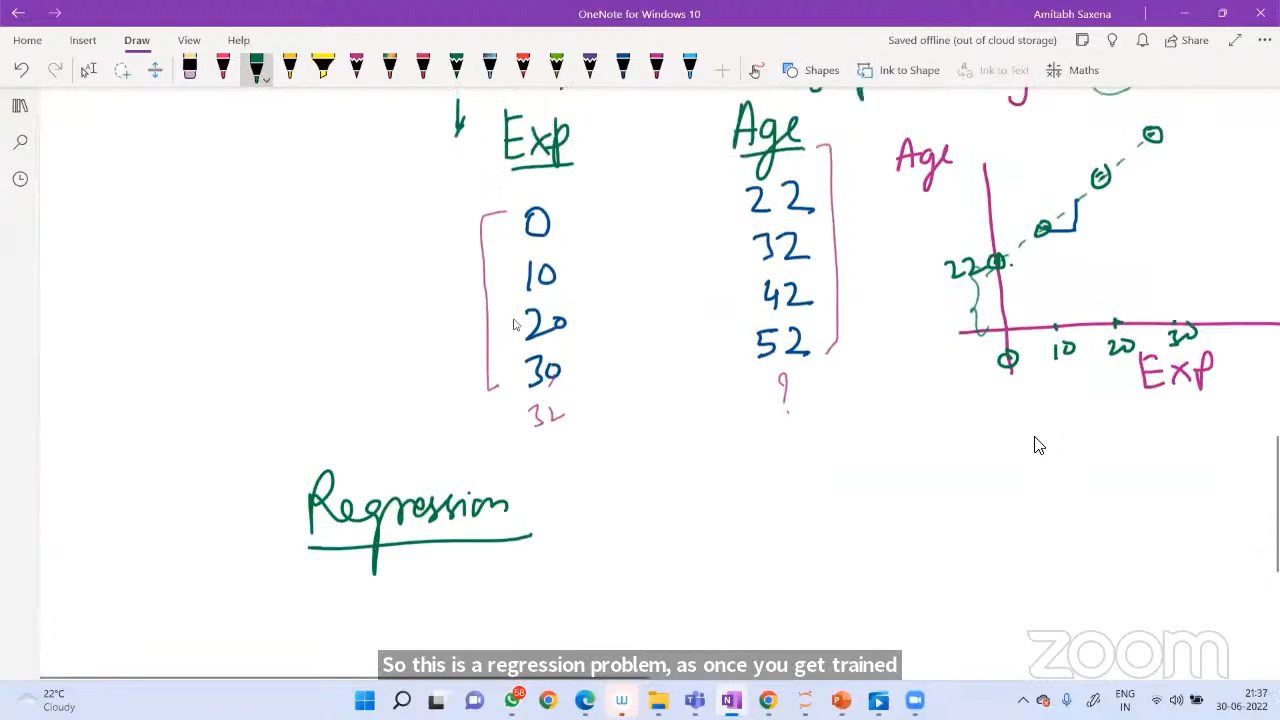 OneNote for Windows 10
Amitabh Saxena
Home Insert Draw View Help
Saved offline (out of cloud storage)
Share
Shapes
Ink to Shape
Ink to Text
Maths
Exp
Age
0 22
10 32
20 42
30 52
32 ?
Age
22
0 10 20 30
Exp
Regression
zoom
So this is a regression problem, as once you get trained
22°C
68
ENG
IN
21:37
30-06-2022